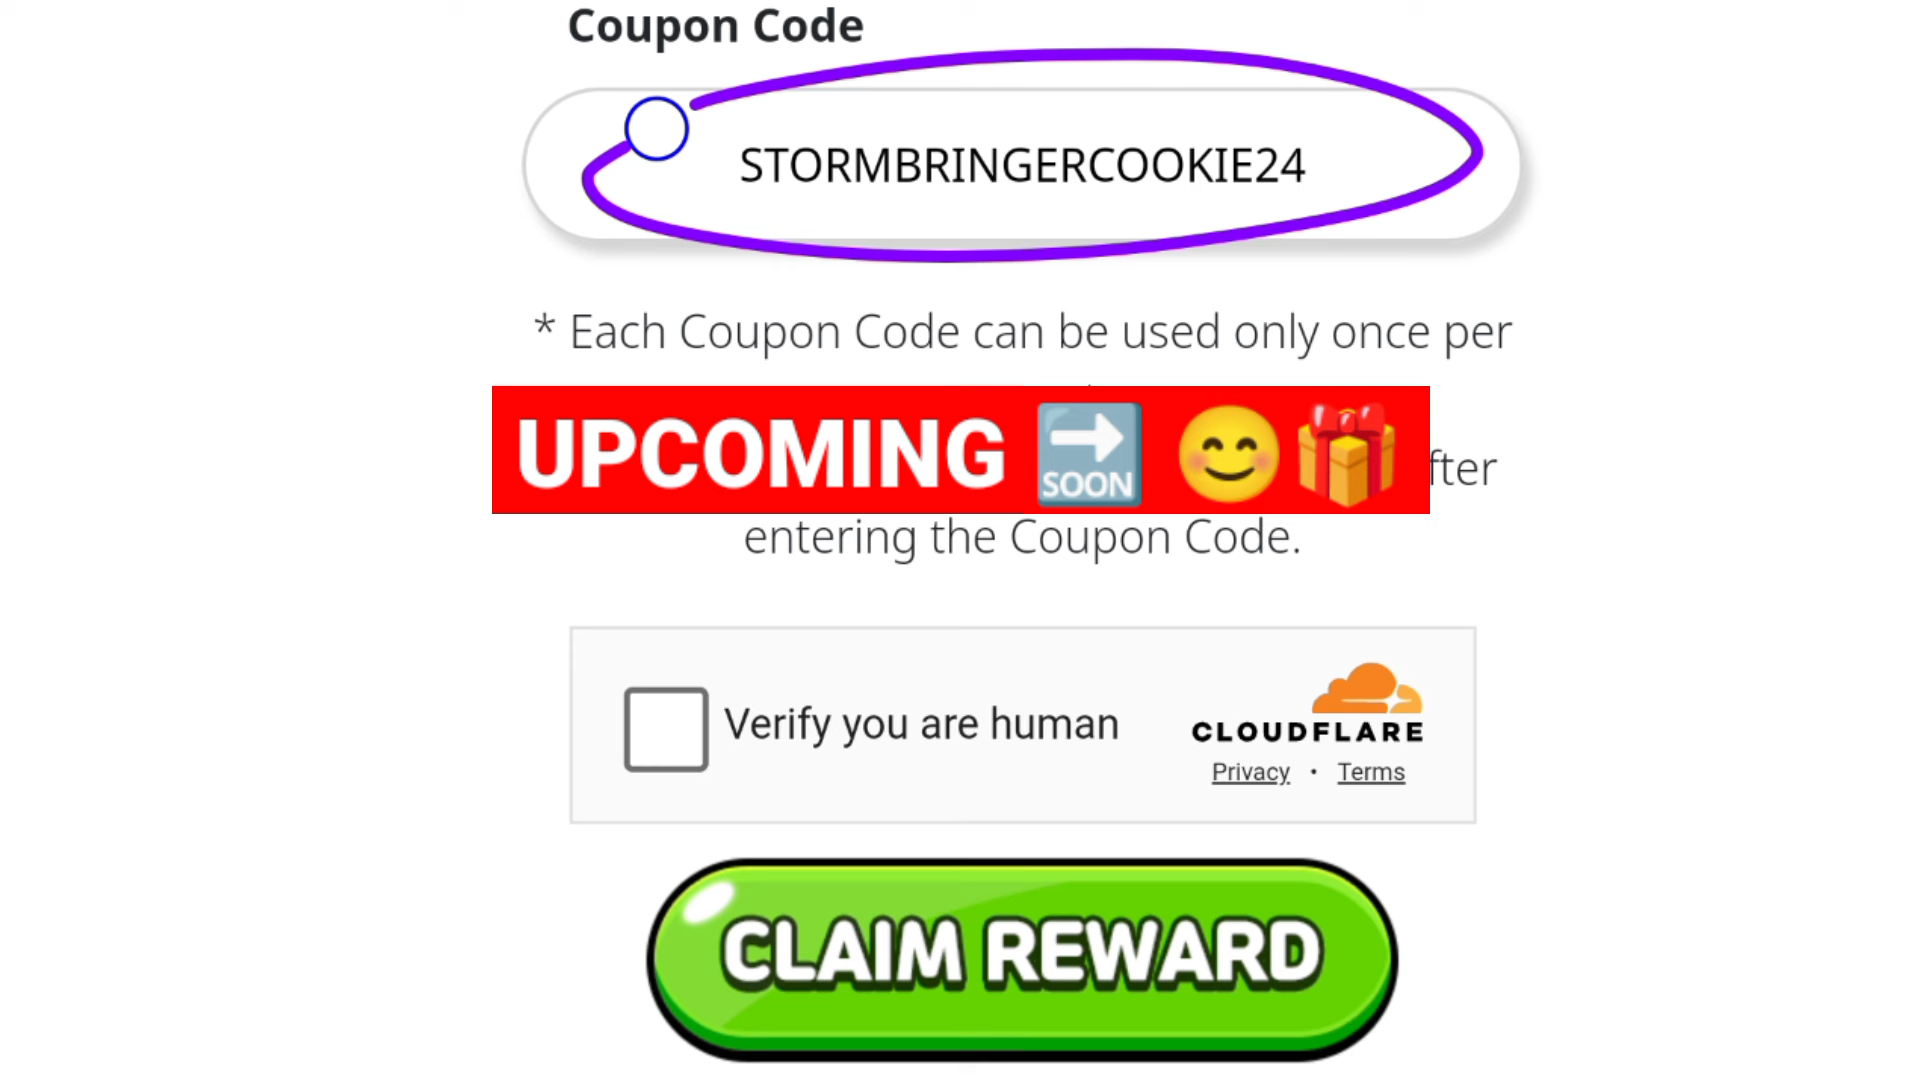 Coupon Code
STORMBRINGERCOOKIE24
* Each Coupon Code can be used only once per
UPCOMING SOON
fter
entering the Coupon Code.
Verify you are human
CLOUDFLARE
Privacy • Terms
CLAIM REWARD